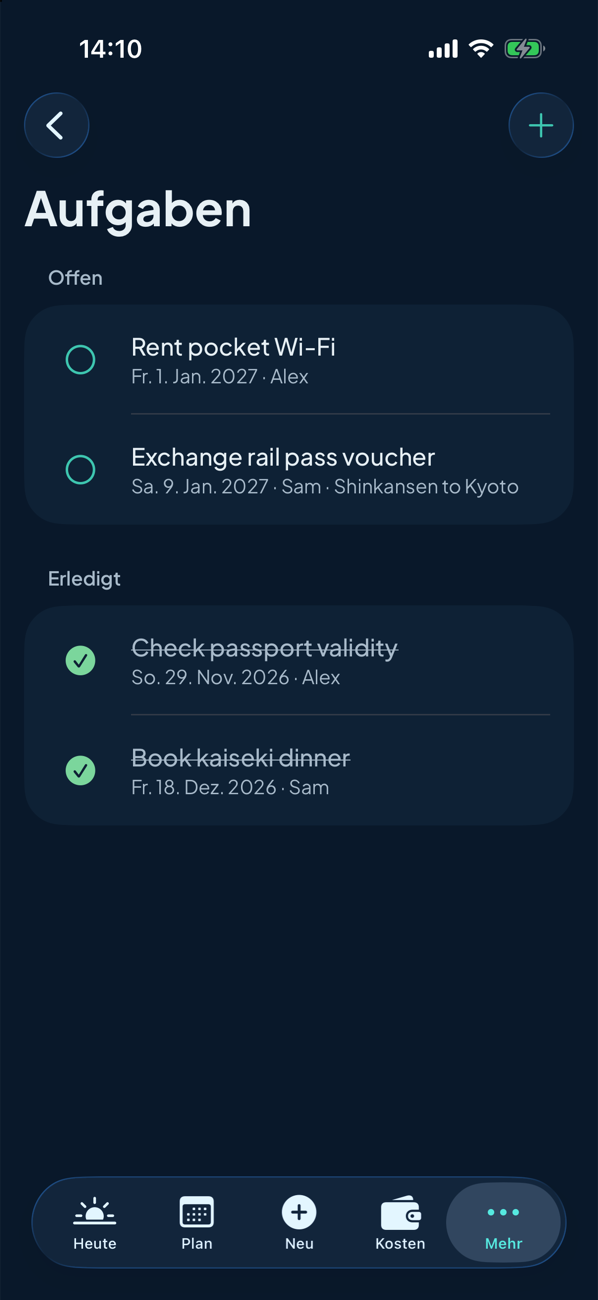 14:10
Aufgaben
Offen
Rent pocket Wi-Fi
Fr. 1. Jan. 2027 · Alex
Exchange rail pass voucher
Sa. 9. Jan. 2027 · Sam · Shinkansen to Kyoto
Erledigt
Check passport validity
So. 29. Nov. 2026 · Alex
Book kaiseki dinner
Fr. 18. Dez. 2026 · Sam
Heute
Plan
Neu
Kosten
Mehr